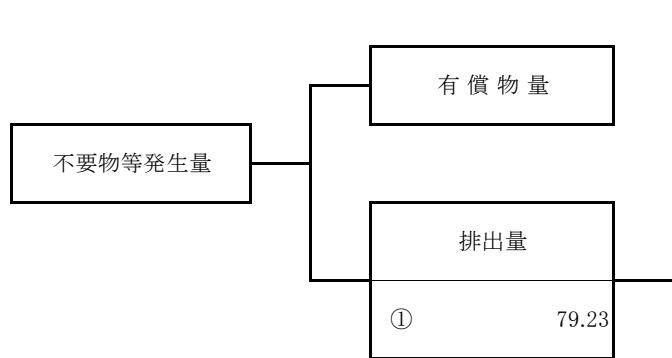 有 償 物 量
不要物等発生量
排出量
① 79.23